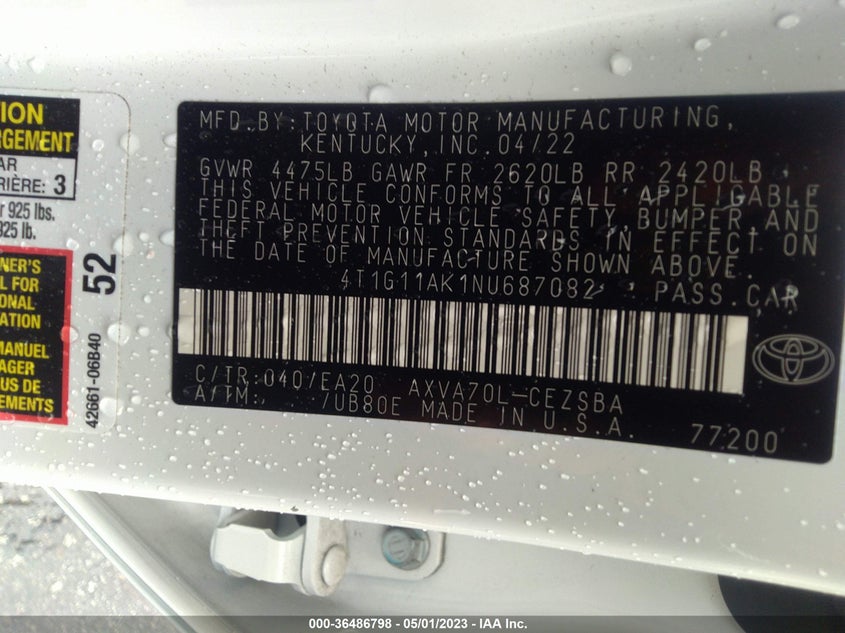 TION
RGEMENT
AR
RIÈRE: 3
r 925 lbs.
925 lb.
NER'S
L FOR
ONAL
ATION
MANUEL
AGER
S DE
EMENTS
52
42661-06B40
MFD.BY:TOYOTA MOTOR MANUFACTURING,
KENTUCKY,INC.04/22
GVWR 4475LB GAWR FR 2620LB RR 2420LB
THIS VEHICLE CONFORMS TO ALL APPLICABLE
FEDERAL MOTOR VEHICLE SAFETY,BUMPER,AND
THEFT PREVENTION STANDARDS IN EFFECT ON
THE DATE OF MANUFACTURE SHOWN ABOVE.
4T1G11AK1NU687082 PASS.CAR
C/TR:040/EA20 AXVA70L-CEZSBA
A/TM: /UB80E MADE IN U.S.A. 77200
000-36486798 - 05/01/2023 - IAA Inc.